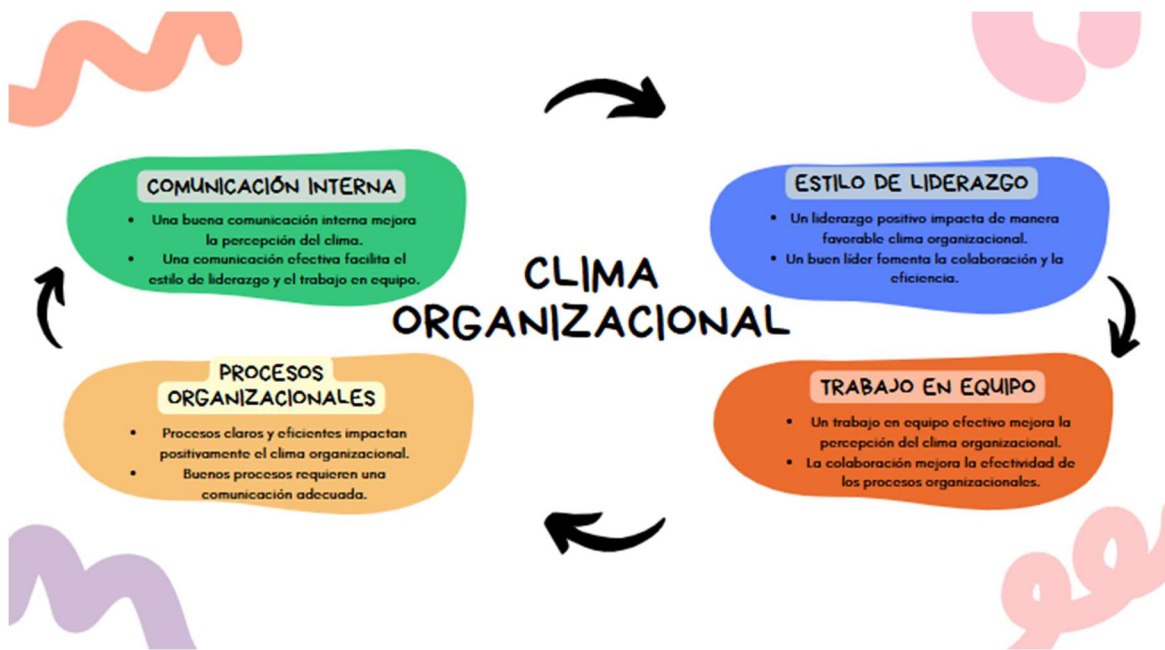 COMUNICACIÓN INTERNA
• Una buena comunicación interna mejora
la percepción del clima.
• Una comunicación efectiva facilita el
estilo de liderazgo y el trabajo en equipo.
ESTILO DE LIDERAZGO
• Un liderazgo positivo impacta de manera
favorable clima organizacional.
• Un buen líder fomenta la colaboración y la
eficiencia.
CLIMA
ORGANIZACIONAL
PROCESOS
ORGANIZACIONALES
• Procesos claros y eficientes impactan
positivamente el clima organizacional.
• Buenos procesos requieren una
comunicación adecuada.
TRABAJO EN EQUIPO
• Un trabajo en equipo efectivo mejora la
percepción del clima organizacional.
• La colaboración mejora la efectividad de
los procesos organizacionales.